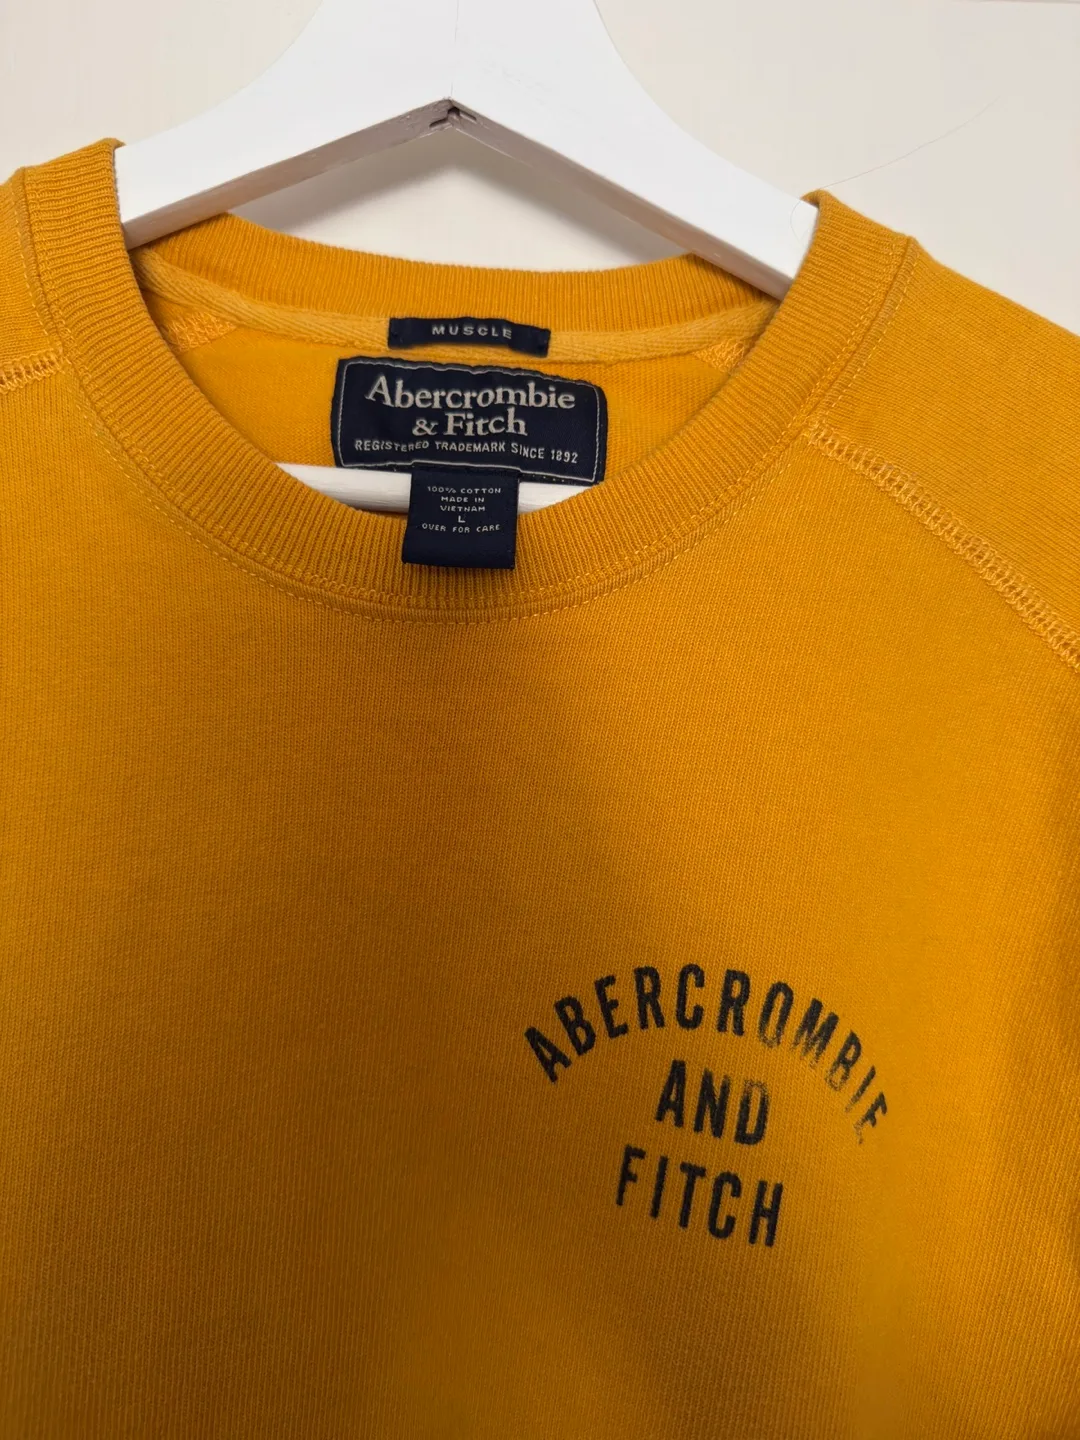 MUSCLE
Abercrombie
& Fitch
REGISTERED TRADEMARK SINCE 1892
100% COTTON
MADE IN
VIETNAM
L
OVER FOR CARE
ABERCROMBIE
AND
FITCH